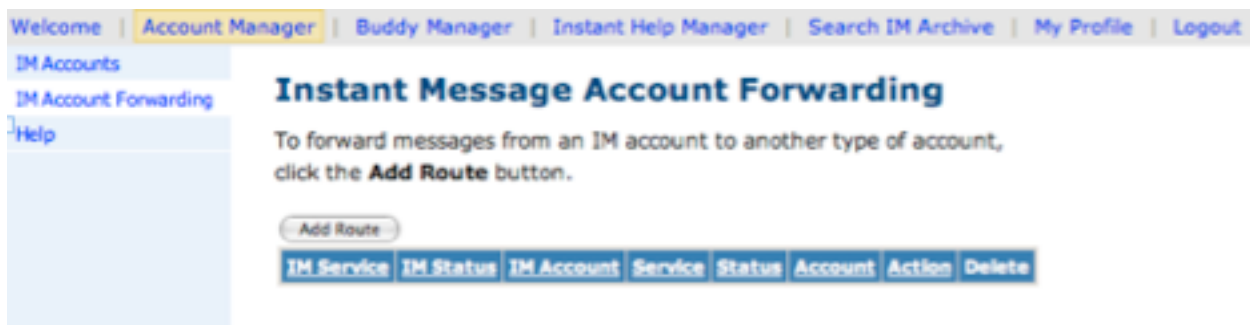 Welcome | Account Manager | Buddy Manager | Instant Help Manager | Search IM Archive | My Profile | Logout
IM Accounts
IM Account Forwarding
Help
Instant Message Account Forwarding
To forward messages from an IM account to another type of account,
click the Add Route button.
Add Route
IM Service IM Status IM Account Service Status Account Action Delete